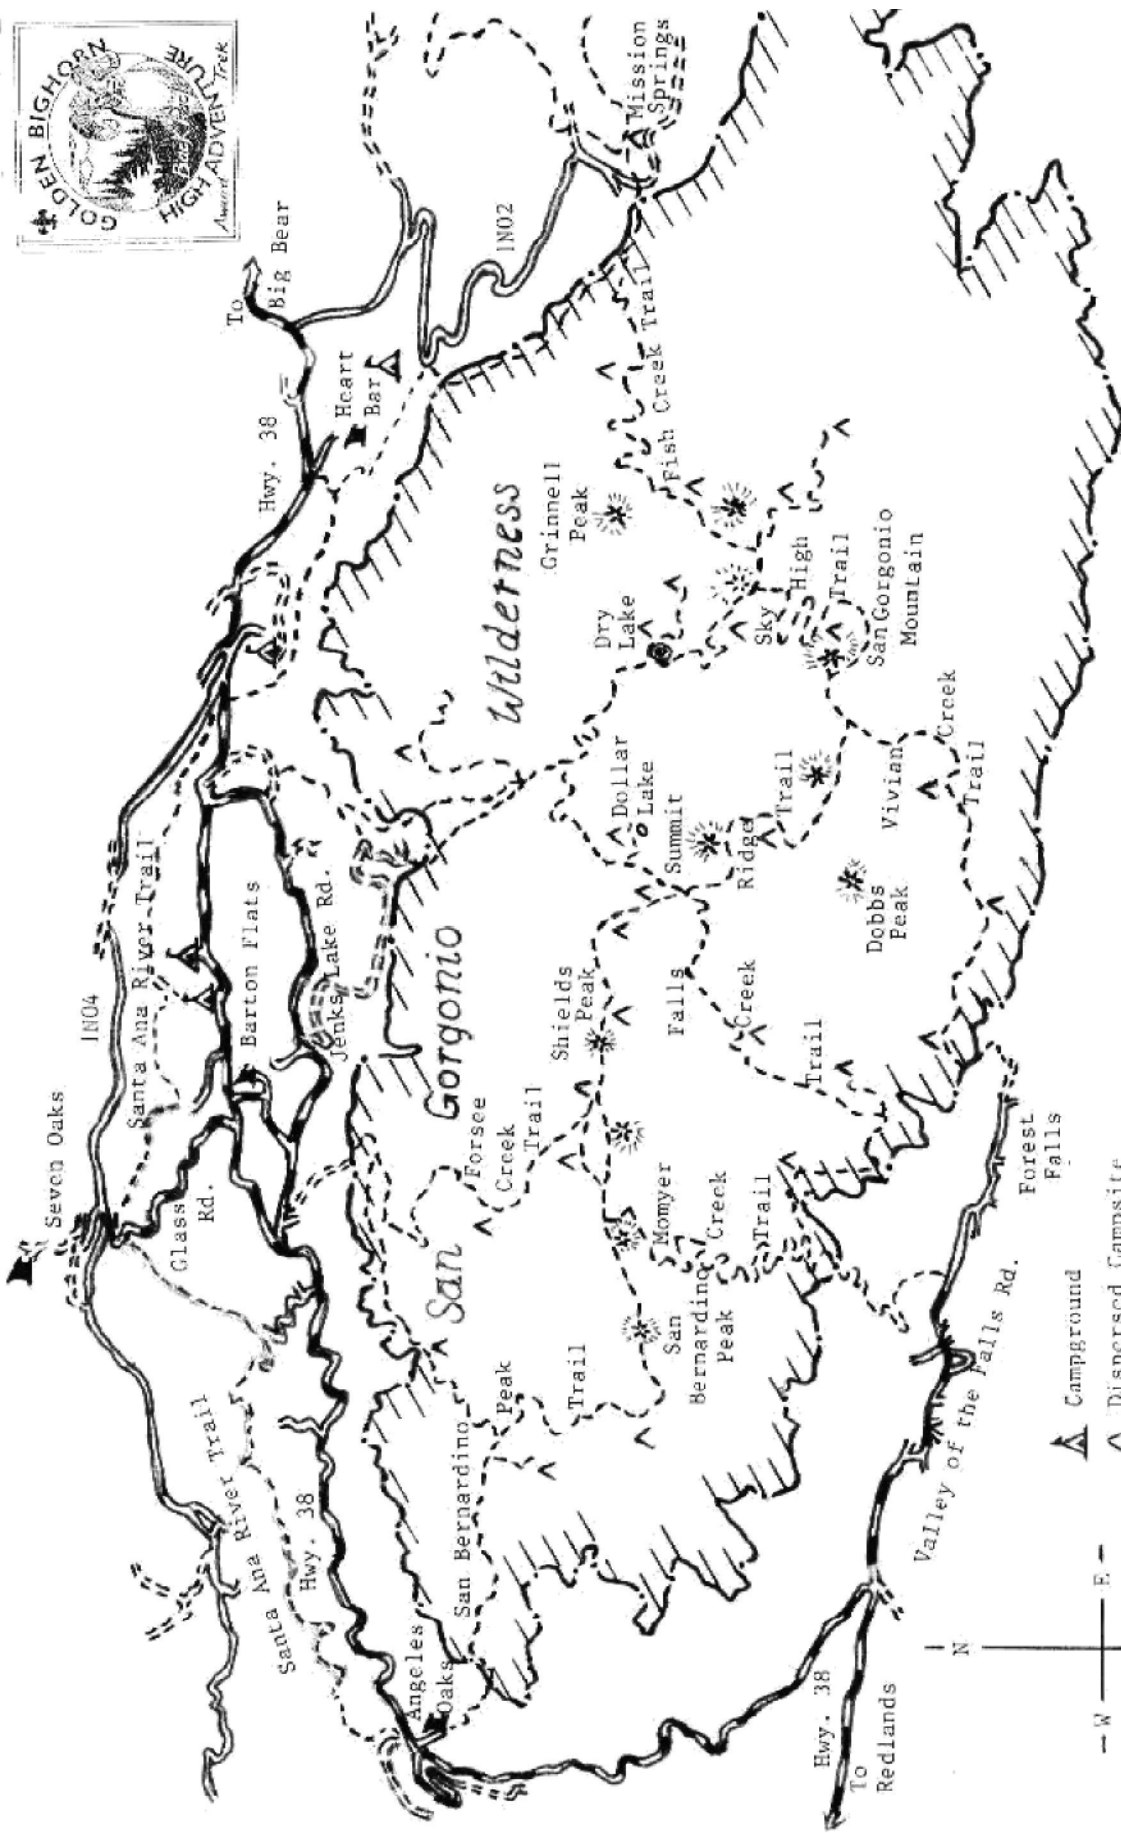 GOLDEN BIGHORN
HIGH ADVENTURE
Award Trek
Mission
Springs
To
Big Bear
1N02
Heart
Bar
Hwy. 38
Fish Creek Trail
Grinnell
Peak
Wilderness
Dry
Lake
Sky
High
Trail
San Gorgonio
Mountain
Dollar
Lake
Summit
Ridge
Trail
Vivian
Creek
Trail
Dobbs
Peak
Santa Ana River Trail
1N04
Barton Flats
Jenks Lake Rd.
Gorgonio
Shields
Peak
Falls
Creek
Trail
Seven Oaks
Glass
Rd.
Forsee
Creek
Trail
San
Momyer
Creek
Trail
San
Bernardino
Peak
Forest
Falls
Valley of the Falls Rd.
Santa Ana River Trail
Hwy. 38
San Bernardino
Peak
Trail
Angeles
Oaks
Hwy. 38
To
Redlands
N
W
E
Campground
Dispersed Campsite